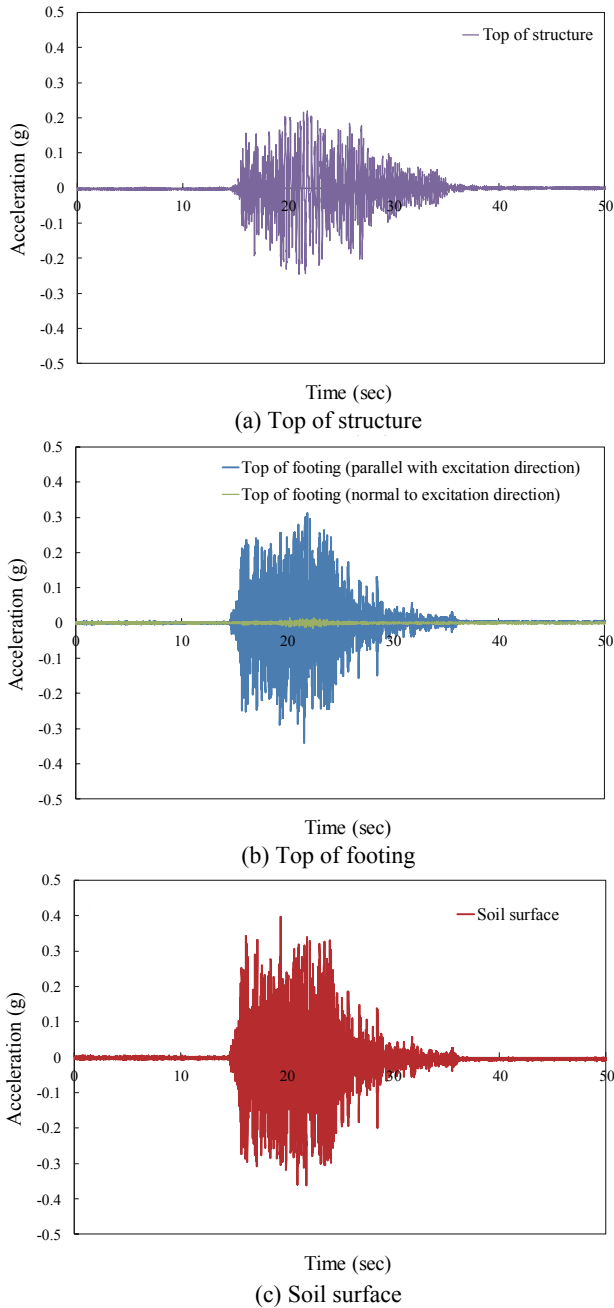 Top of structure
0.5
0.4
0.3
0.2
0.1
0
-0.1
-0.2
-0.3
-0.4
-0.5
0 10 20 30 40 50
Acceleration (g)
Time (sec)
(a) Top of structure
Top of footing (parallel with excitation direction)
Top of footing (normal to excitation direction)
0.5
0.4
0.3
0.2
0.1
0
-0.1
-0.2
-0.3
-0.4
-0.5
0 10 20 30 40 50
Acceleration (g)
Time (sec)
(b) Top of footing
Soil surface
0.5
0.4
0.3
0.2
0.1
0
-0.1
-0.2
-0.3
-0.4
-0.5
0 10 20 30 40 50
Acceleration (g)
Time (sec)
(c) Soil surface